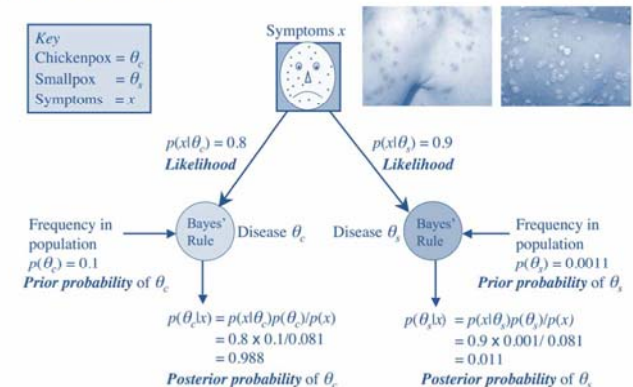 Key
Chickenpox = θc
Smallpox = θs
Symptoms = x
Symptoms x
p(x|θc) = 0.8
Likelihood
p(x|θs) = 0.9
Likelihood
Frequency in
population
p(θc) = 0.1
Prior probability of θc
Bayes'
Rule
Disease θc
Disease θs
Bayes'
Rule
Frequency in
population
p(θs) = 0.0011
Prior probability of θs
p(θc|x) = p(x|θc)p(θc)/p(x)
= 0.8 x 0.1/0.081
= 0.988
Posterior probability of θc
p(θs|x) = p(x|θs)p(θs)/p(x)
= 0.9 x 0.001/ 0.081
= 0.011
Posterior probability of θs